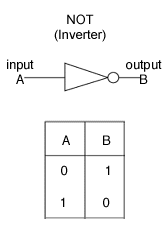 NOT
(Inverter)
input output
A B
A B
0 1
1 0